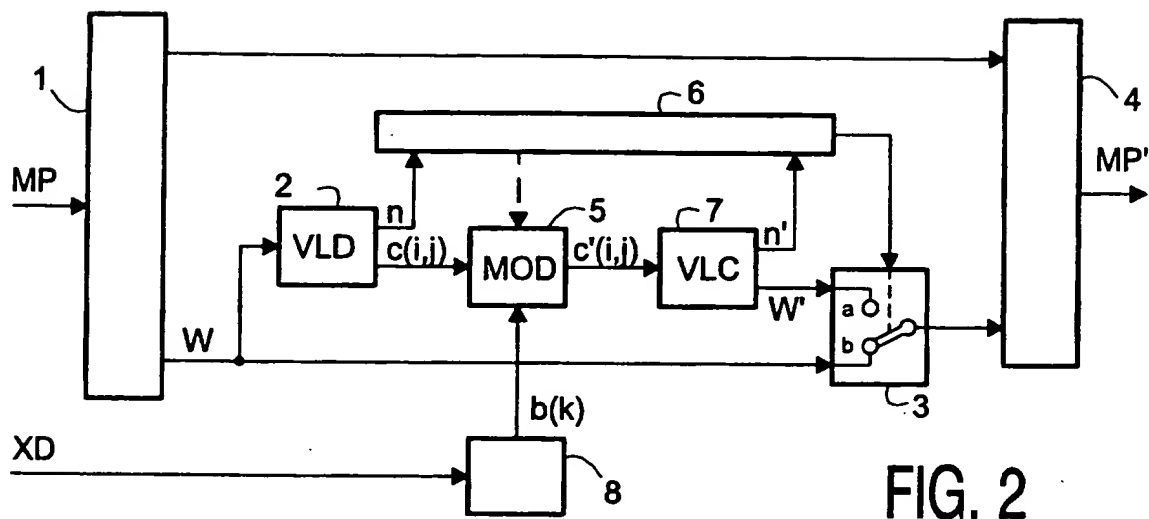 1
MP
2
VLD
n
c(i,j)
6
5
MOD
c'(i,j)
7
VLC
n'
W'
4
MP'
W
a
b
3
b(k)
XD
8
FIG. 2